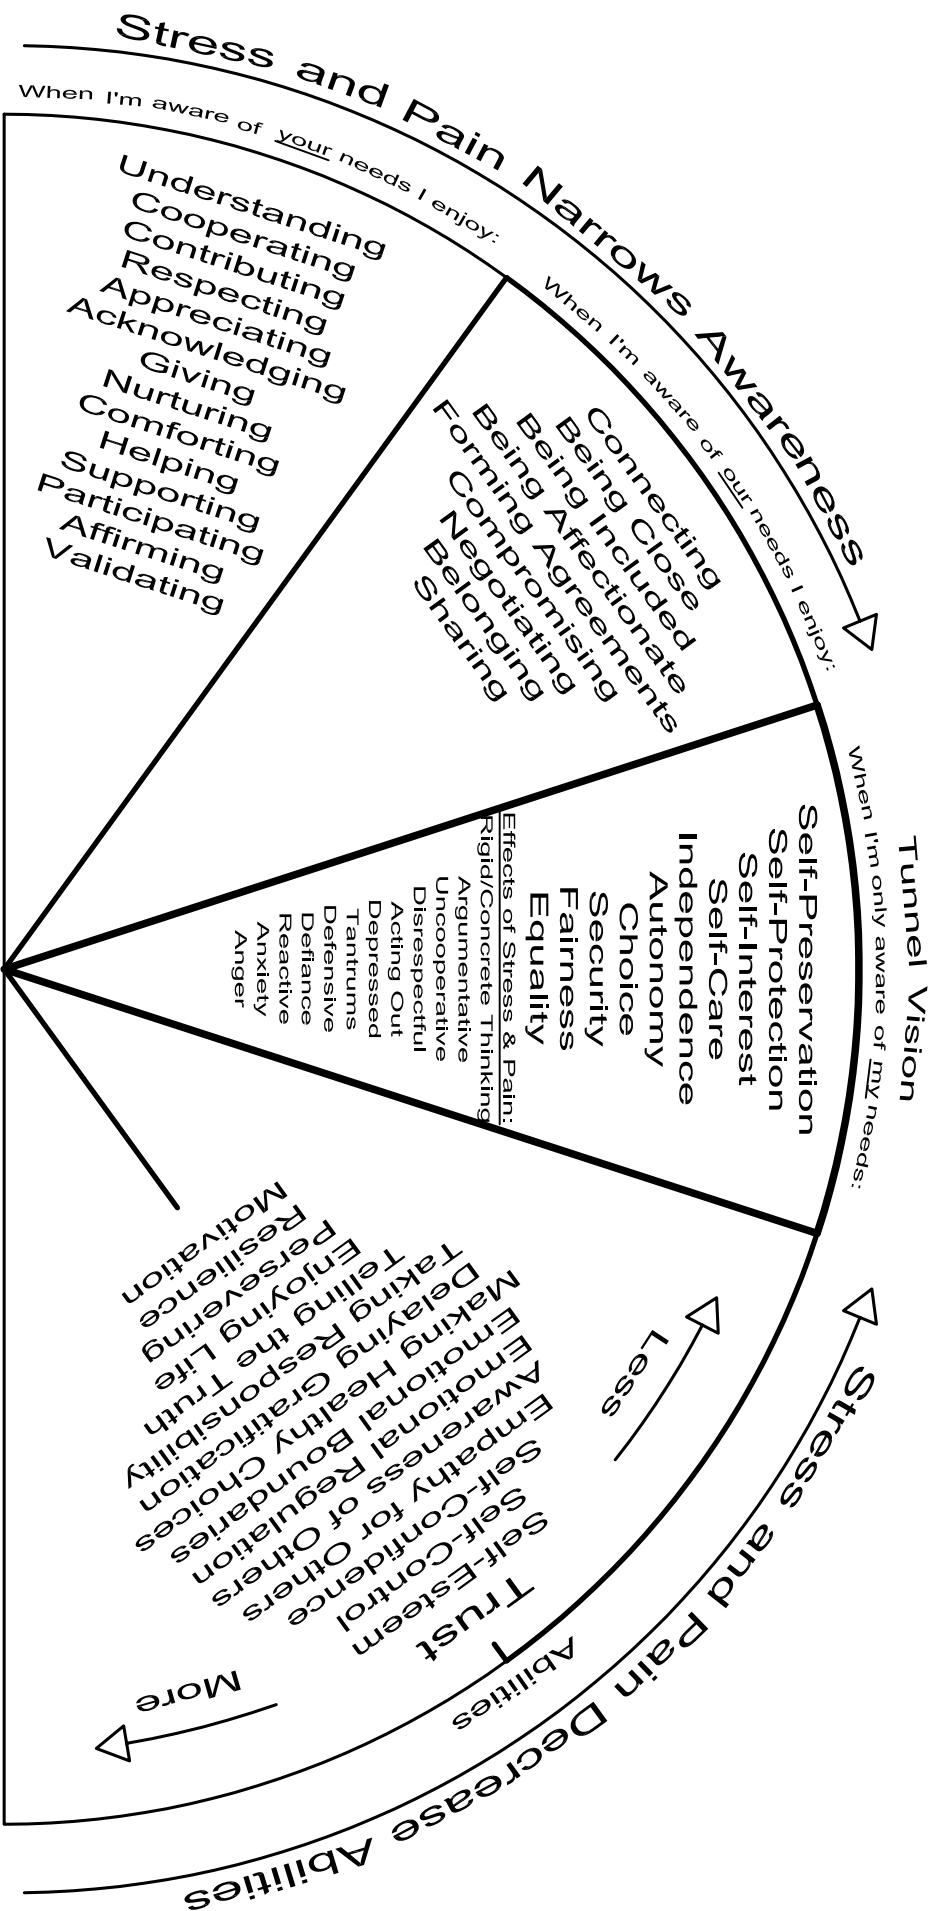 Stress and Pain Narrows Awareness
When I'm aware of your needs I enjoy:
Understanding
Cooperating
Contributing
Respecting
Appreciating
Acknowledging
Giving
Nurturing
Comforting
Helping
Supporting
Participating
Affirming
Validating
When I'm aware of our needs I enjoy:
Connecting
Being Close
Being Included
Being Affectionate
Forming Agreements
Compromising
Negotiating
Belonging
Sharing
Tunnel Vision
When I'm only aware of my needs:
Self-Preservation
Self-Protection
Self-Interest
Self-Care
Independence
Autonomy
Choice
Security
Fairness
Equality
Effects of Stress & Pain:
Rigid/Concrete Thinking
Argumentative
Uncooperative
Disrespectful
Acting Out
Depressed
Tantrums
Defensive
Defiance
Reactive
Anxiety
Anger
Stress and Pain Decrease Abilities
Less
More
Abilities
Trust
Self-Esteem
Self-Control
Self-Confidence
Empathy for Others
Awareness of Others
Emotional Regulation
Emotional Boundaries
Making Healthy Choices
Delaying Gratification
Taking Responsibility
Telling the Truth
Enjoying Life
Persevering
Resilience
Motivation